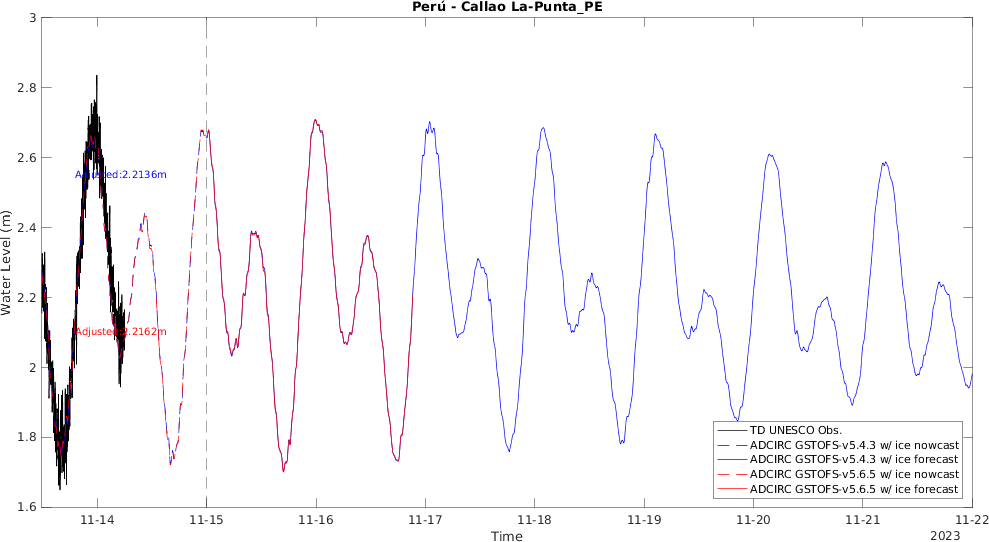 Perú - Callao La-Punta_PE
3
2.8
2.6
2.4
2.2
2
1.8
1.6
Water Level (m)
Adjusted:2.2136m
Adjusted:2.2162m
TD UNESCO Obs.
ADCIRC GSTOFS-v5.4.3 w/ ice nowcast
ADCIRC GSTOFS-v5.4.3 w/ ice forecast
ADCIRC GSTOFS-v5.6.5 w/ ice nowcast
ADCIRC GSTOFS-v5.6.5 w/ ice forecast
11-14 11-15 11-16 11-17 11-18 11-19 11-20 11-21 11-22
Time
2023